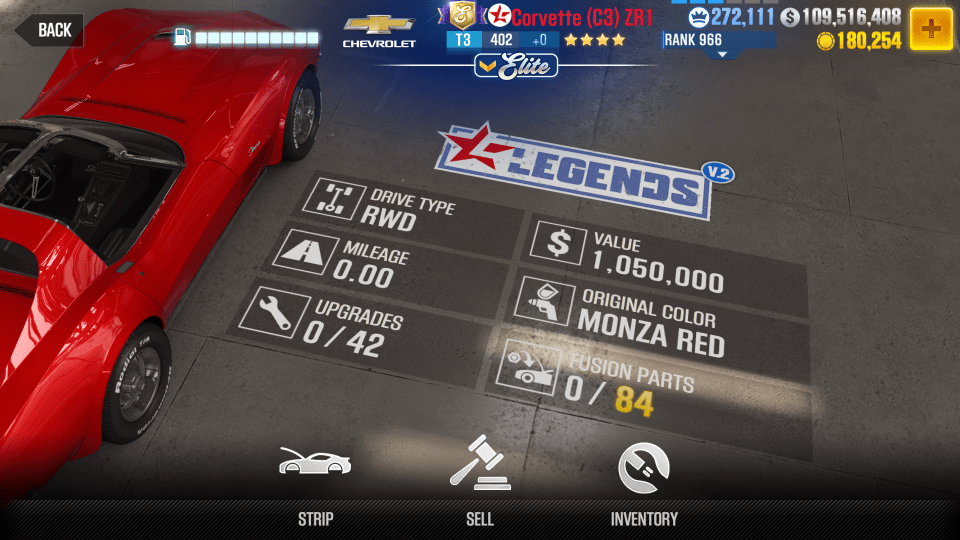 BACK
CHEVROLET
Corvette (C3) ZR1
T3 402 +0
Elite
272,111 $ 109,516,408
RANK 966
180,254
LEGENDS V.2
DRIVE TYPE
RWD
MILEAGE
0.00
UPGRADES
0 / 42
$ VALUE
1,050,000
ORIGINAL COLOR
MONZA RED
FUSION PARTS
0 / 84
Radial T/A
STRIP
SELL
INVENTORY